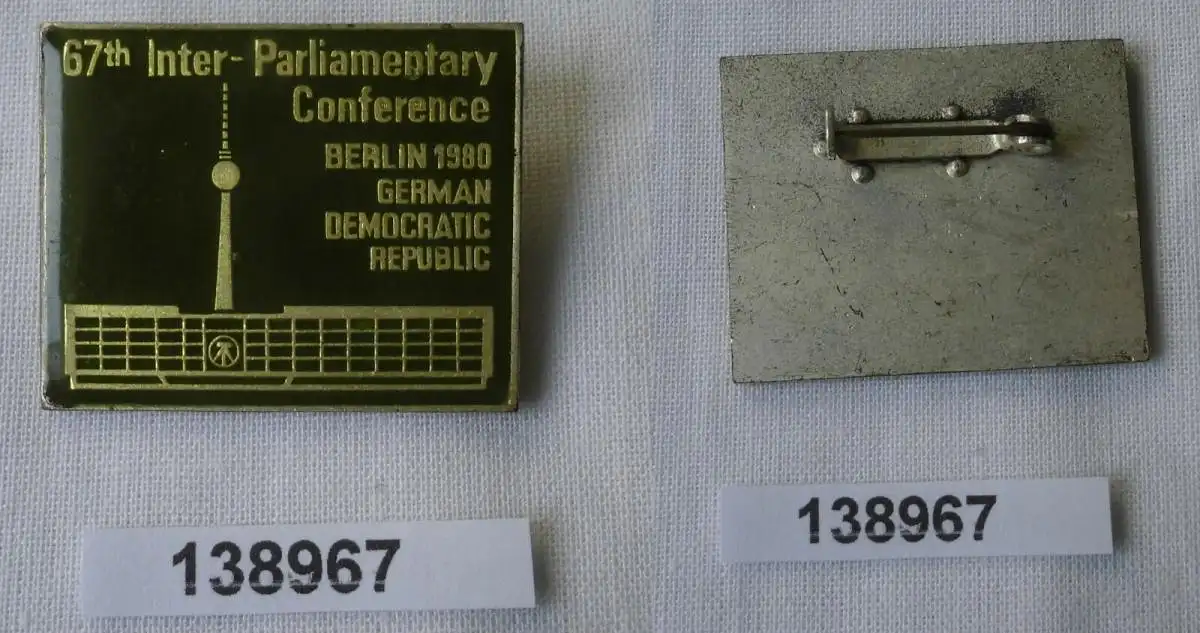 67th Inter-Parliamentary
Conference
BERLIN 1980
GERMAN
DEMOCRATIC
REPUBLIC
138967
138967